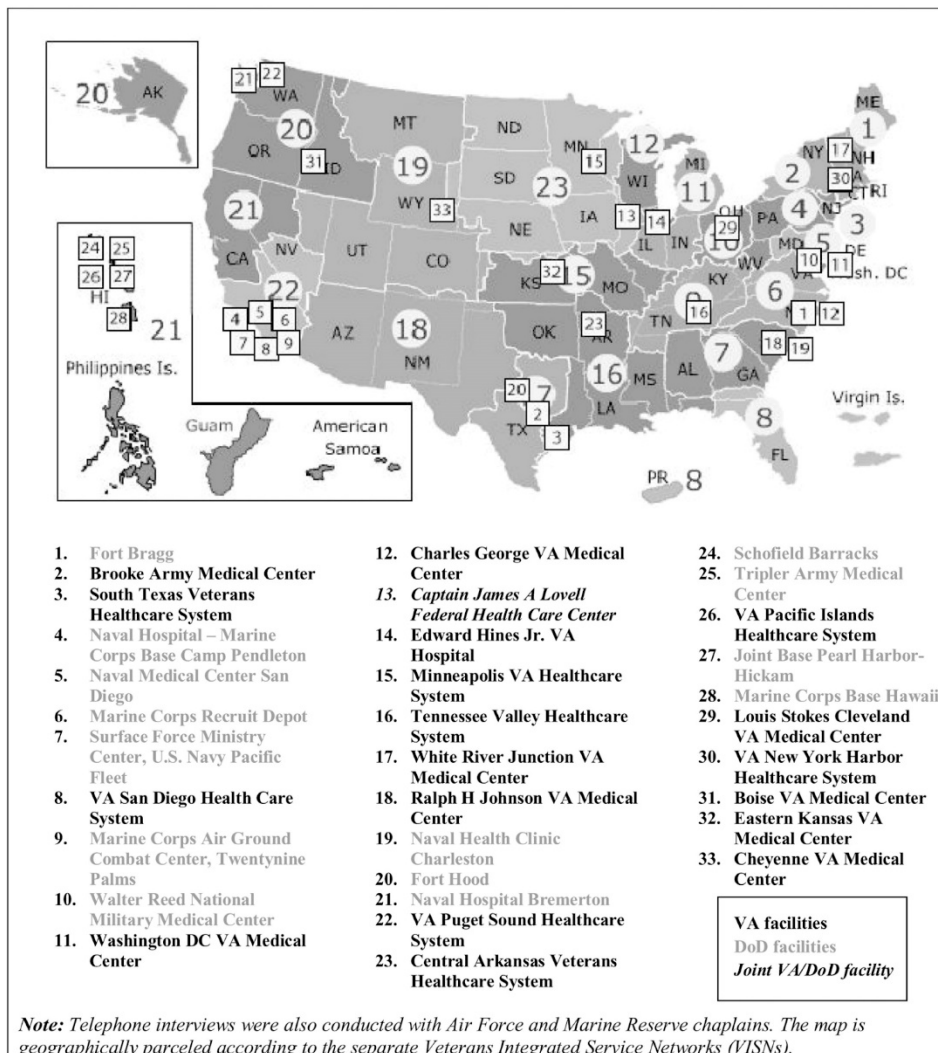 20 AK
21 22
WA
20
OR
31 ID
MT
19
WY 33
ND
SD
23
NE
MN
15
IA
12
WI
MI
11
13 14
IL IN
OH
29
10
ME
1
NY 17 NH
2
30
CT RI
PA 4 NJ
3
MD 5 DE
10 11
VA sh. DC
WV
KY
6
1 12
21
CA NV
UT
CO
22
4 5 6
7 8 9
AZ
18
NM
KS 32 15
MO
OK
23
AR
16
LA
MS
TN 16
9
AL
7
GA
18 19
20 17
2
3
TX
8
FL
Virgin Is.
PR 8
24 25
26 27
HI
28 21
Philippines Is.
Guam
American
Samoa
1. Fort Bragg
2. Brooke Army Medical Center
3. South Texas Veterans
Healthcare System
4. Naval Hospital – Marine
Corps Base Camp Pendleton
5. Naval Medical Center San
Diego
6. Marine Corps Recruit Depot
7. Surface Force Ministry
Center, U.S. Navy Pacific
Fleet
8. VA San Diego Health Care
System
9. Marine Corps Air Ground
Combat Center, Twentynine
Palms
10. Walter Reed National
Military Medical Center
11. Washington DC VA Medical
Center
12. Charles George VA Medical
Center
13. Captain James A Lovell
Federal Health Care Center
14. Edward Hines Jr. VA
Hospital
15. Minneapolis VA Healthcare
System
16. Tennessee Valley Healthcare
System
17. White River Junction VA
Medical Center
18. Ralph H Johnson VA Medical
Center
19. Naval Health Clinic
Charleston
20. Fort Hood
21. Naval Hospital Bremerton
22. VA Puget Sound Healthcare
System
23. Central Arkansas Veterans
Healthcare System
24. Schofield Barracks
25. Tripler Army Medical
Center
26. VA Pacific Islands
Healthcare System
27. Joint Base Pearl Harbor-
Hickam
28. Marine Corps Base Hawaii
29. Louis Stokes Cleveland
VA Medical Center
30. VA New York Harbor
Healthcare System
31. Boise VA Medical Center
32. Eastern Kansas VA
Medical Center
33. Cheyenne VA Medical
Center
VA facilities
DoD facilities
Joint VA/DoD facility
Note: Telephone interviews were also conducted with Air Force and Marine Reserve chaplains. The map is
geographically parceled according to the separate Veterans Integrated Service Networks (VISNs).